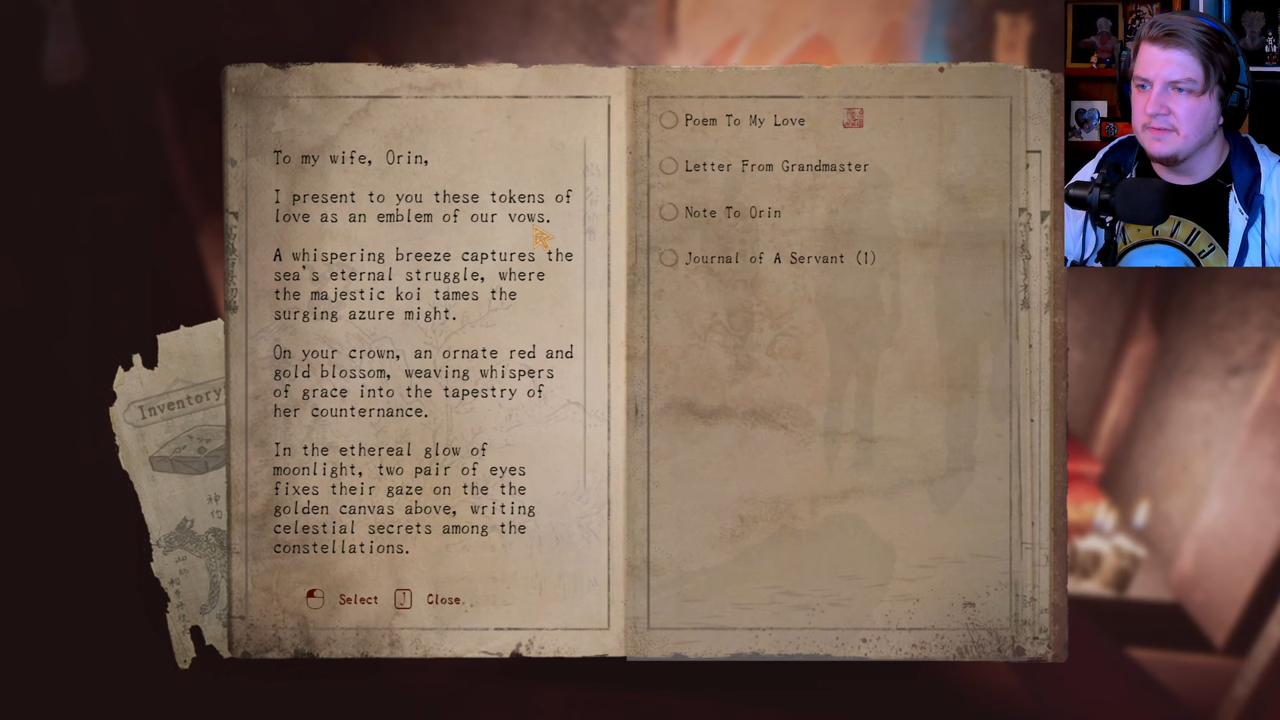 To my wife, Orin,
I present to you these tokens of
love as an emblem of our vows.
A whispering breeze captures the
sea's eternal struggle, where
the majestic koi tames the
surging azure might.
On your crown, an ornate red and
gold blossom, weaving whispers
of grace into the tapestry of
her counternance.
In the ethereal glow of
moonlight, two pair of eyes
fixes their gaze on the the
golden canvas above, writing
celestial secrets among the
constellations.
Select
J
Close
Poem To My Love
Letter From Grandmaster
Note To Orin
Journal of A Servant (1)
Inventory